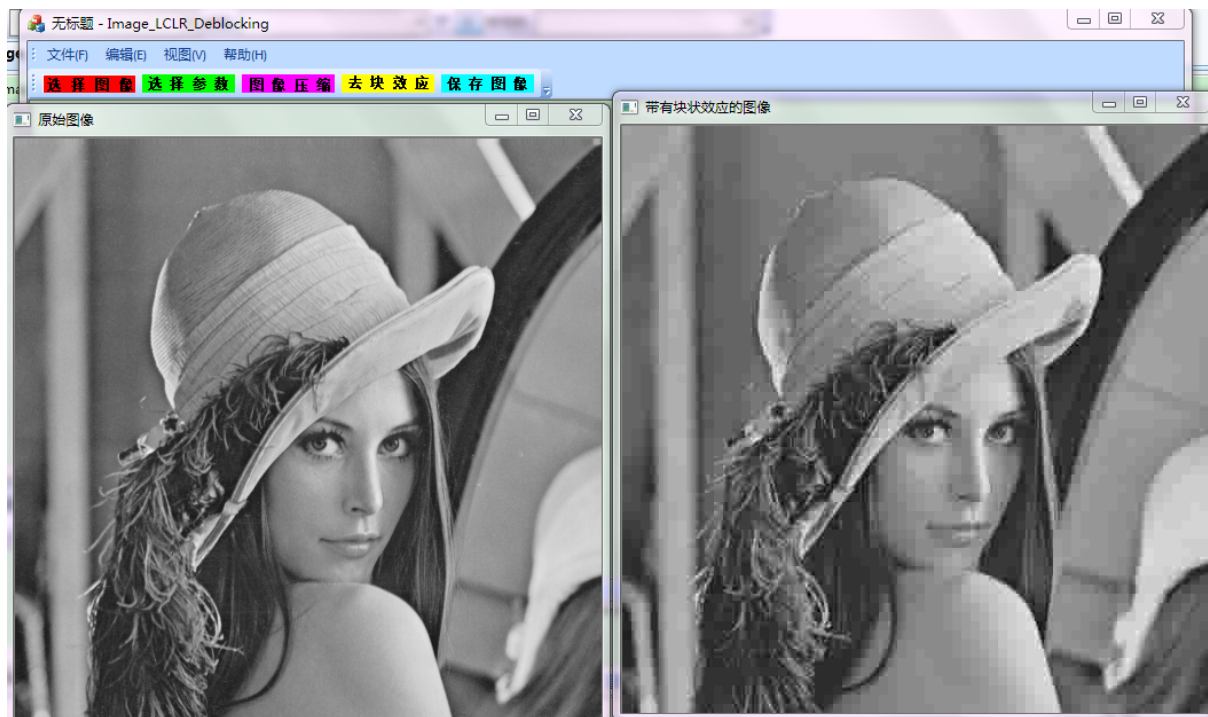 无标题 - Image_LCLR_Deblocking
文件(F) 编辑(E) 视图(V) 帮助(H)
选择图像 选择参数 图像压缩 去块效应 保存图像
原始图像
带有块状效应的图像